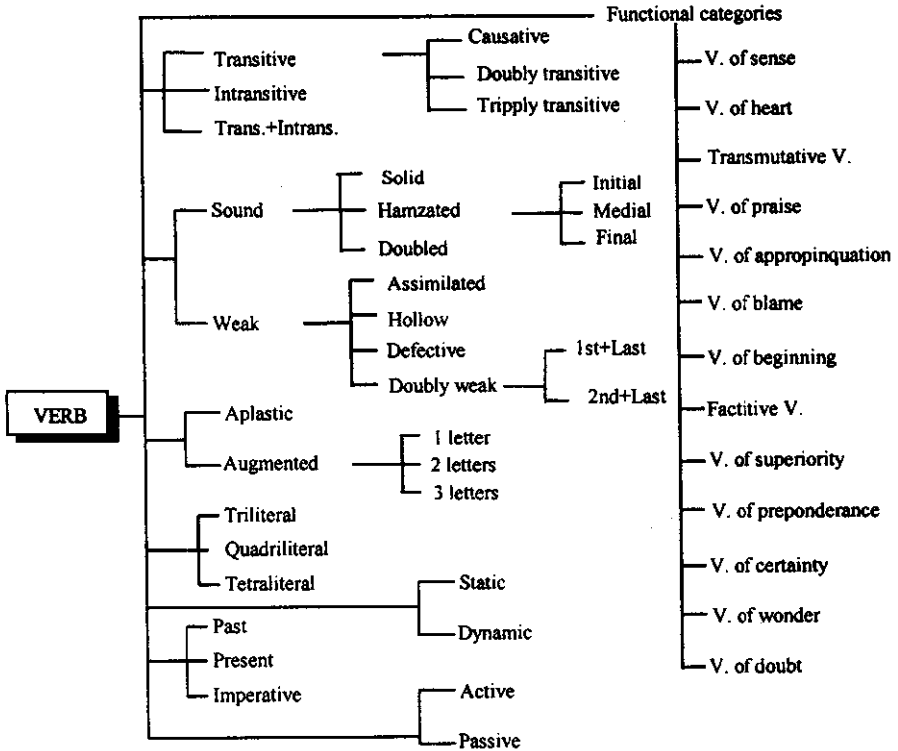 Functional categories
Transitive
Intransitive
Trans.+Intrans.
Causative
Doubly transitive
Tripply transitive
Sound
Weak
Solid
Hamzated
Doubled
Initial
Medial
Final
Assimilated
Hollow
Defective
Doubly weak
1st+Last
2nd+Last
VERB
Aplastic
Augmented
1 letter
2 letters
3 letters
Triliteral
Quadriliteral
Tetraliteral
Static
Dynamic
Past
Present
Imperative
Active
Passive
V. of sense
V. of heart
Transmutative V.
V. of praise
V. of appropinquation
V. of blame
V. of beginning
Factitive V.
V. of superiority
V. of preponderance
V. of certainty
V. of wonder
V. of doubt